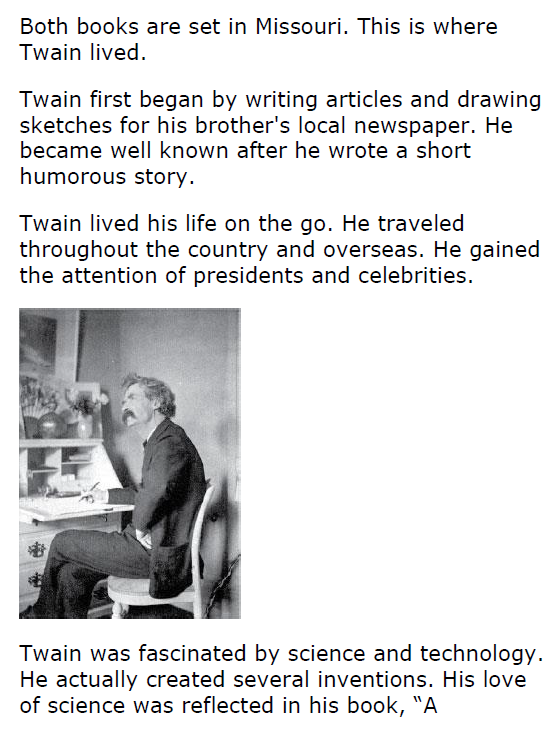 Both books are set in Missouri. This is where
Twain lived.
Twain first began by writing articles and drawing
sketches for his brother's local newspaper. He
became well known after he wrote a short
humorous story.
Twain lived his life on the go. He traveled
throughout the country and overseas. He gained
the attention of presidents and celebrities.
Twain was fascinated by science and technology.
He actually created several inventions. His love
of science was reflected in his book, “A